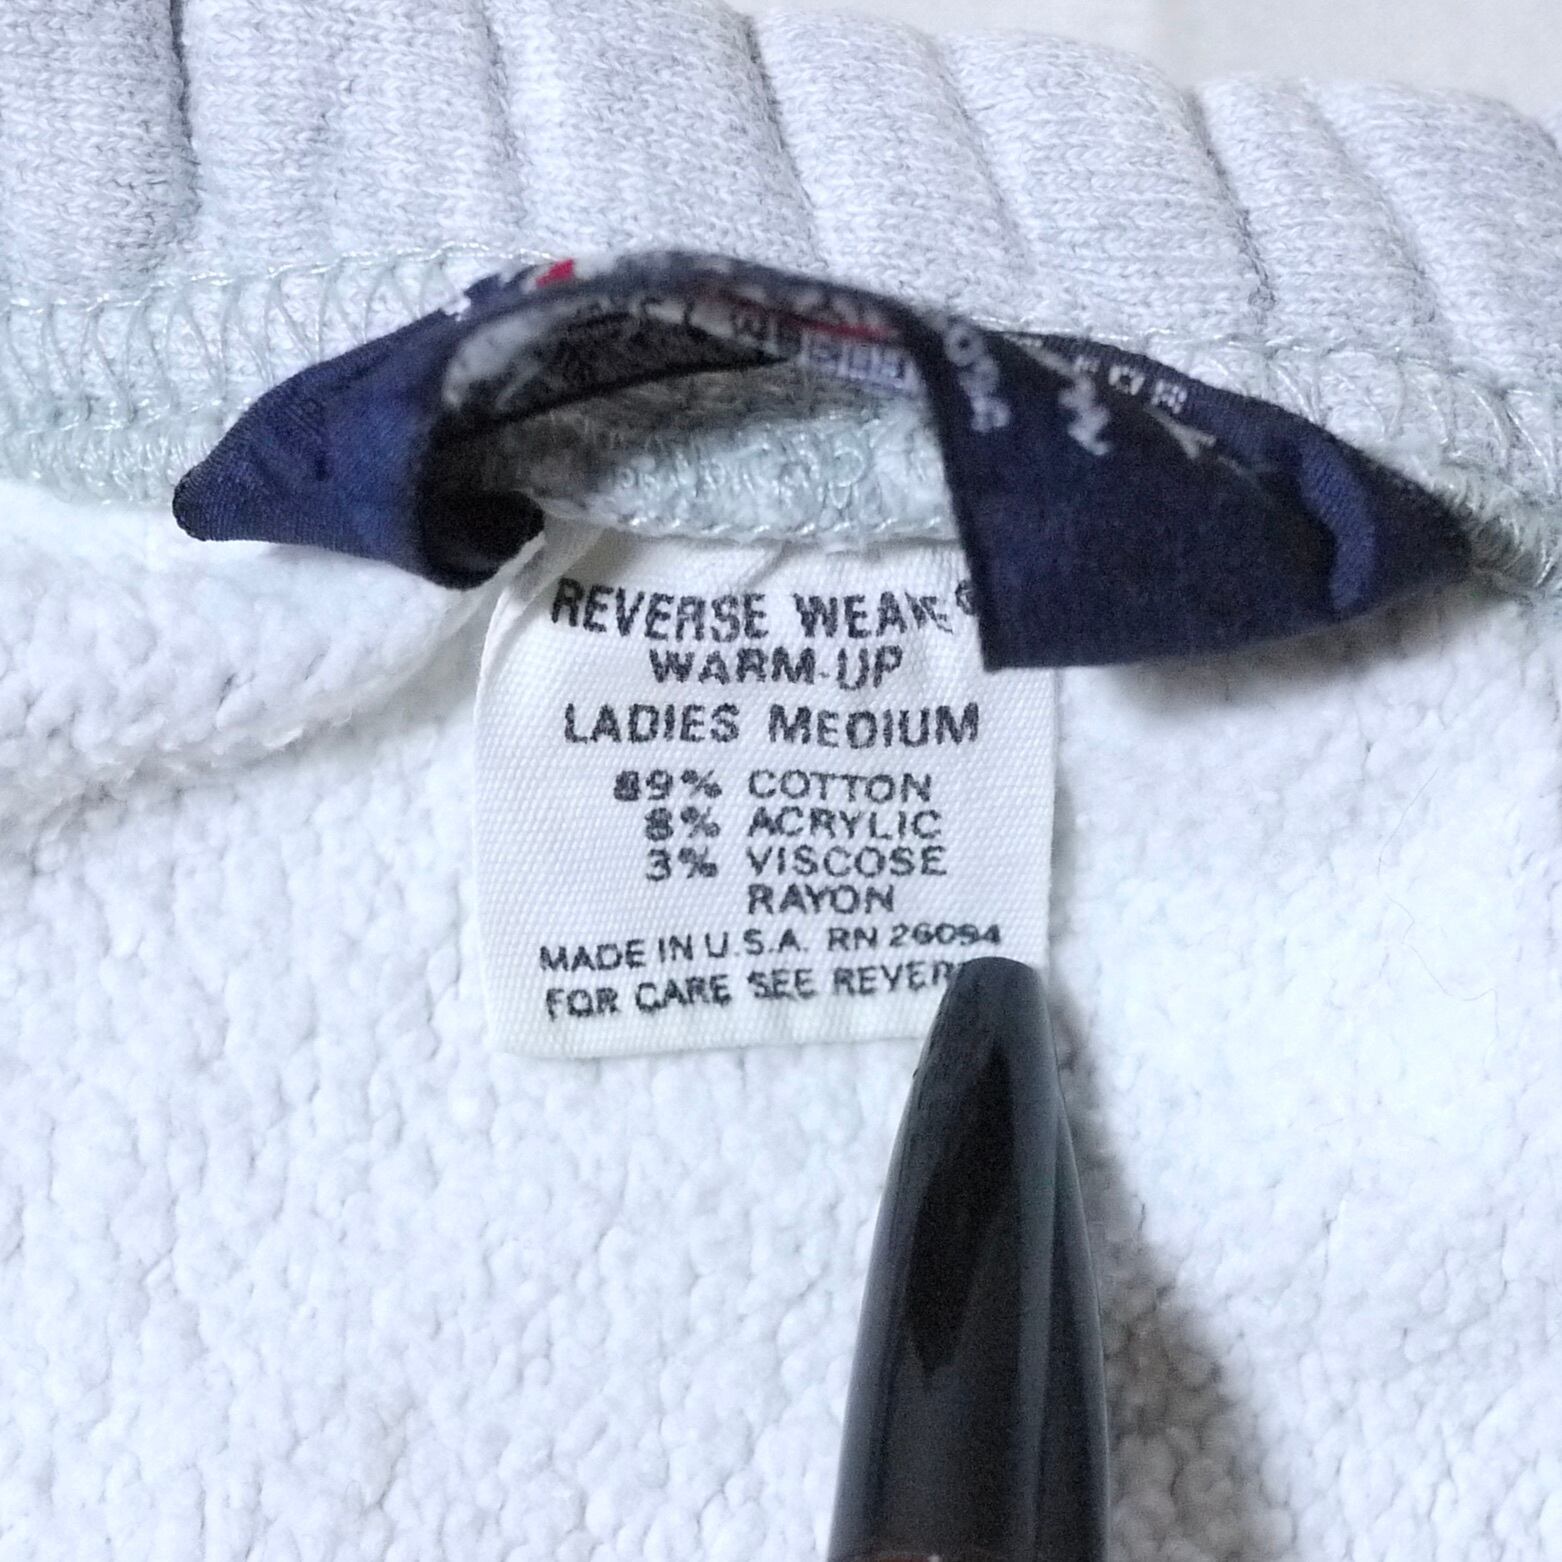 REVERSE WEAVE®
WARM-UP
LADIES MEDIUM
89% COTTON
8% ACRYLIC
3% VISCOSE
RAYON
MADE IN U.S.A. RN 26094
FOR CARE SEE REVER